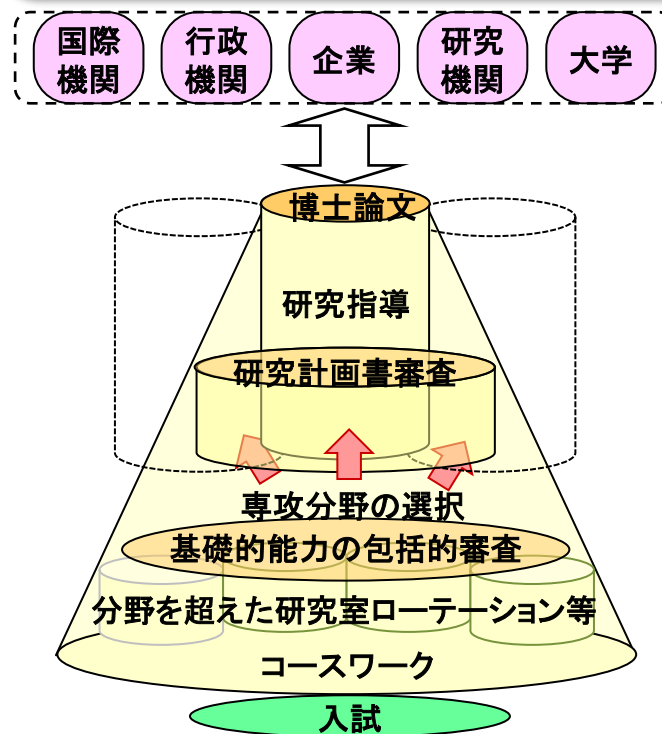 国際
機関
行政
機関
企業
研究
機関
大学
博士論文
研究指導
研究計画書審査
専攻分野の選択
基礎的能力の包括的審査
分野を超えた研究室ローテーション等
コースワーク
入試